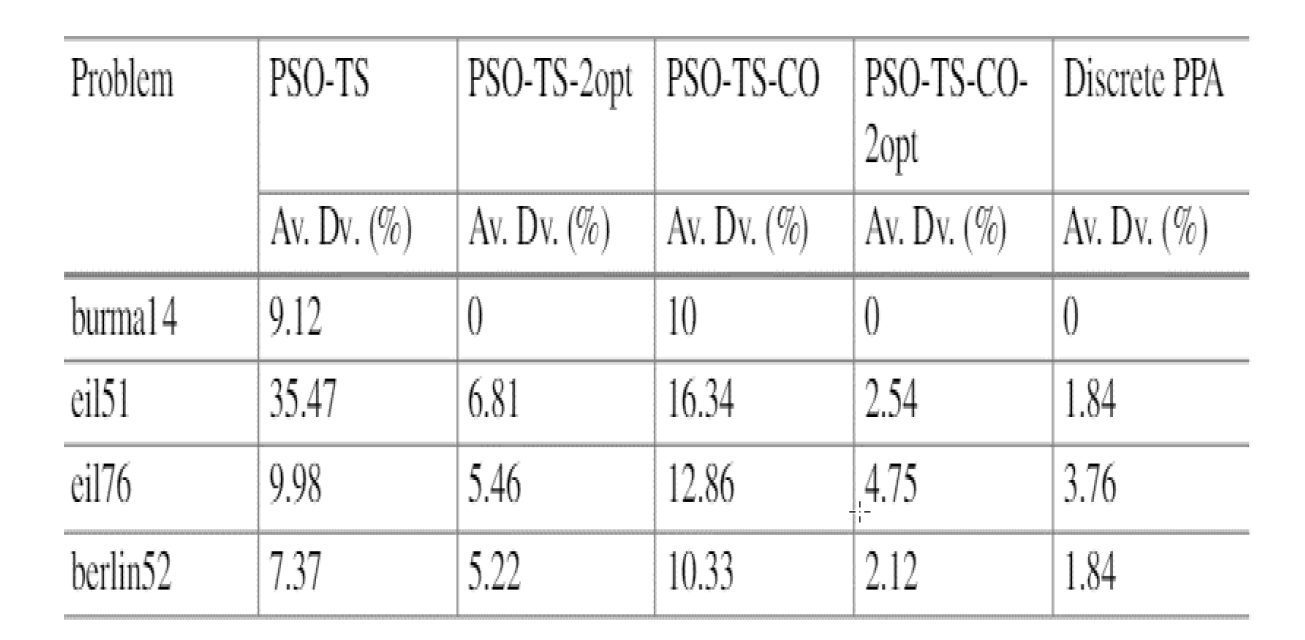 Problem PSO-TS PSO-TS-2opt PSO-TS-CO PSO-TS-CO-2opt Discrete PPA
Av. Dv. (%) Av. Dv. (%) Av. Dv. (%) Av. Dv. (%) Av. Dv. (%)
burma14 9.12 0 10 0 0
eil51 35.47 6.81 16.34 2.54 1.84
eil76 9.98 5.46 12.86 4.75 3.76
berlin52 7.37 5.22 10.33 2.12 1.84